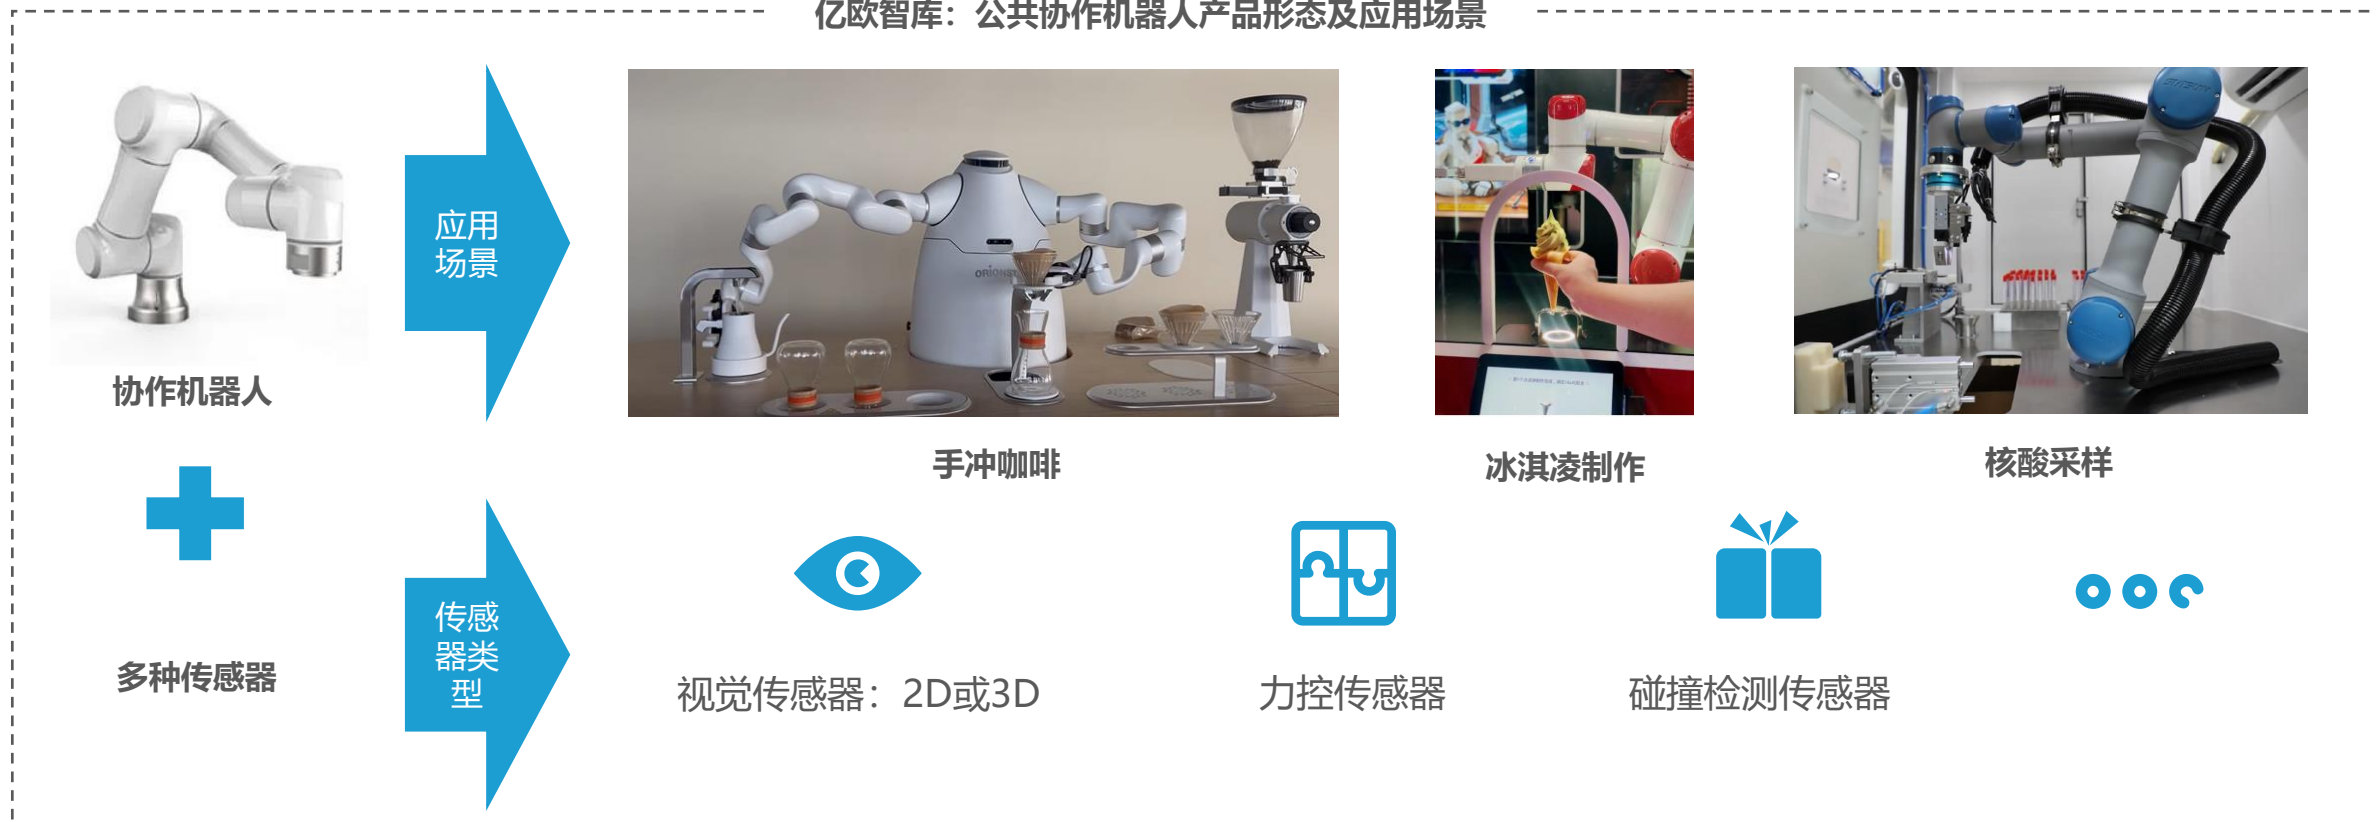 亿欧智库：公共协作机器人产品形态及应用场景
协作机器人
应用
场景
手冲咖啡
冰淇凌制作
核酸采样
多种传感器
传感
器类
型
视觉传感器：2D或3D
力控传感器
碰撞检测传感器